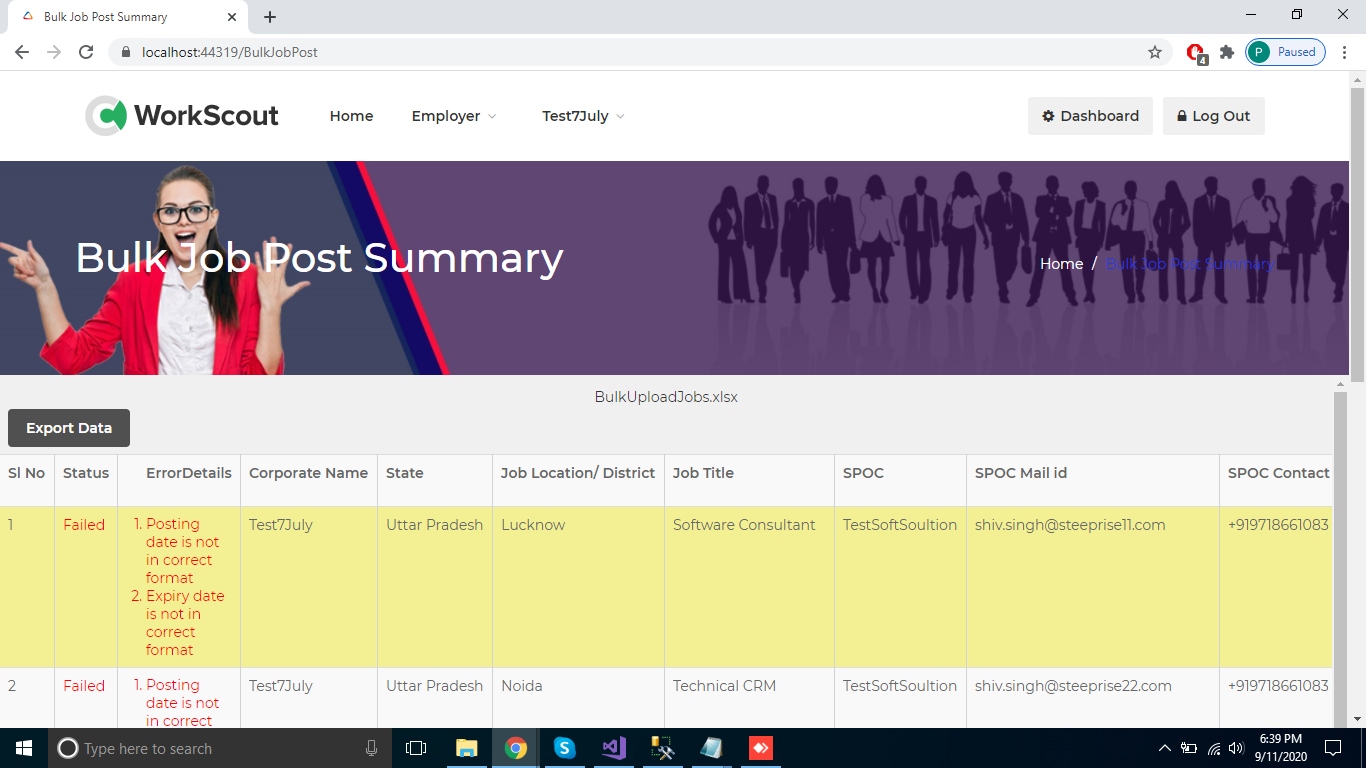 Bulk Job Post Summary
localhost:44319/BulkJobPost
4
P Paused
WorkScout
Home
Employer
Test7July
Dashboard
Log Out
Bulk Job Post Summary
Home / Bulk Job Post Summary
BulkUploadJobs.xlsx
Export Data
Sl No Status ErrorDetails Corporate Name State Job Location/ District Job Title SPOC SPOC Mail id SPOC Contact
1 Failed 1. Posting Test7July Uttar Pradesh Lucknow Software Consultant TestSoftSoultion shiv.singh@steeprise11.com +919718661083
date is not
in correct
format
2. Expiry date
is not in
correct
format
2 Failed 1. Posting Test7July Uttar Pradesh Noida Technical CRM TestSoftSoultion shiv.singh@steeprise22.com +919718661083
date is not
in correct
Type here to search
6:39 PM
9/11/2020